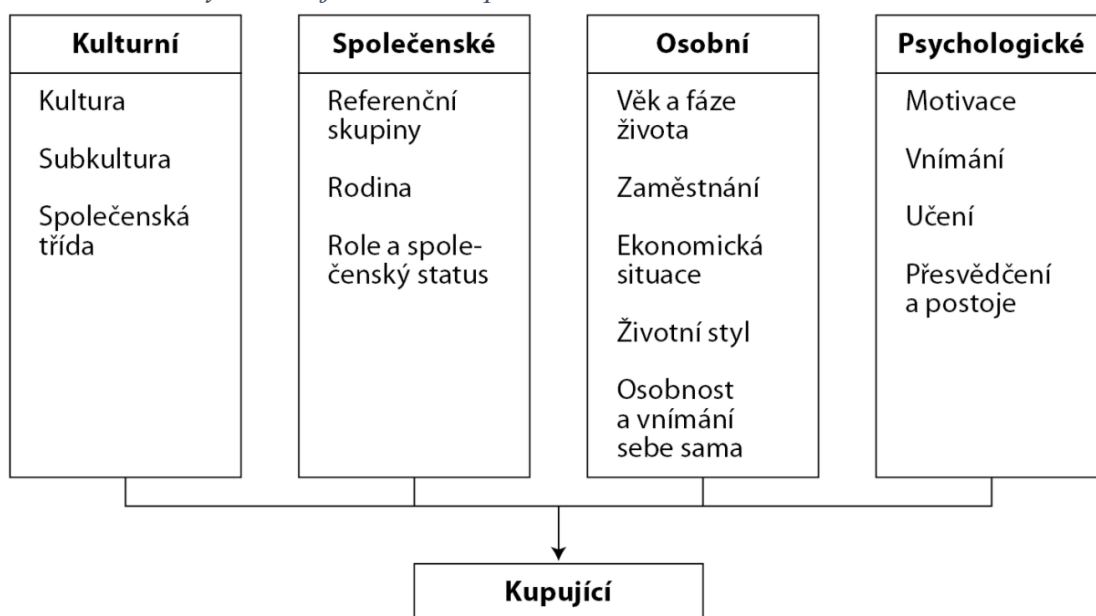 Kulturní
Kultura
Subkultura
Společenská
třída
Společenské
Referenční
skupiny
Rodina
Role a spole-
čenský status
Osobní
Věk a fáze
života
Zaměstnání
Ekonomická
situace
Životní styl
Osobnost
a vnímání
sebe sama
Psychologické
Motivace
Vnímání
Učení
Přesvědčení
a postoje
Kupující